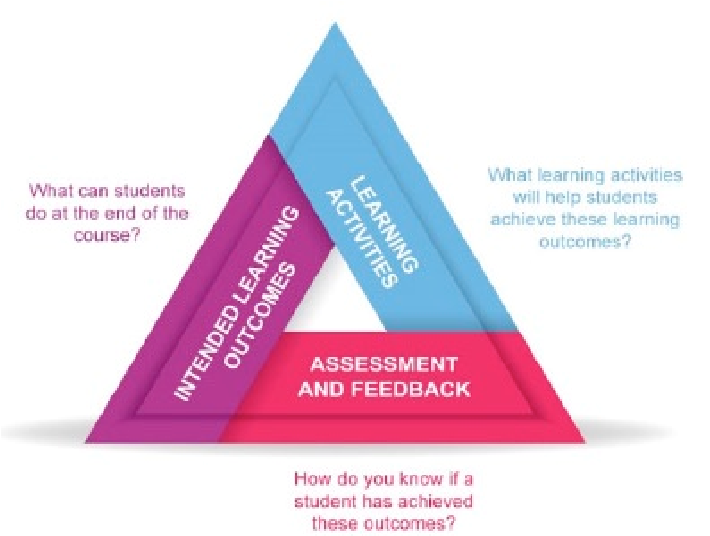 What can students
do at the end of the
course?
What learning activities
will help students
achieve these learning
outcomes?
LEARNING
ACTIVITIES
INTENDED LEARNING
OUTCOMES
ASSESSMENT
AND FEEDBACK
How do you know if a
student has achieved
these outcomes?